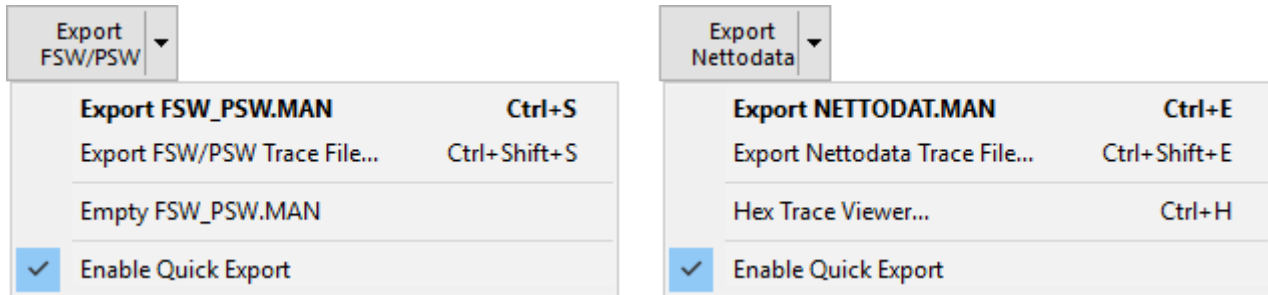 Export
FSW/PSW
Export FSW_PSW.MAN Ctrl+S
Export FSW/PSW Trace File... Ctrl+Shift+S
Empty FSW_PSW.MAN
Enable Quick Export
Export
Nettodata
Export NETTODAT.MAN Ctrl+E
Export Nettodata Trace File... Ctrl+Shift+E
Hex Trace Viewer... Ctrl+H
Enable Quick Export